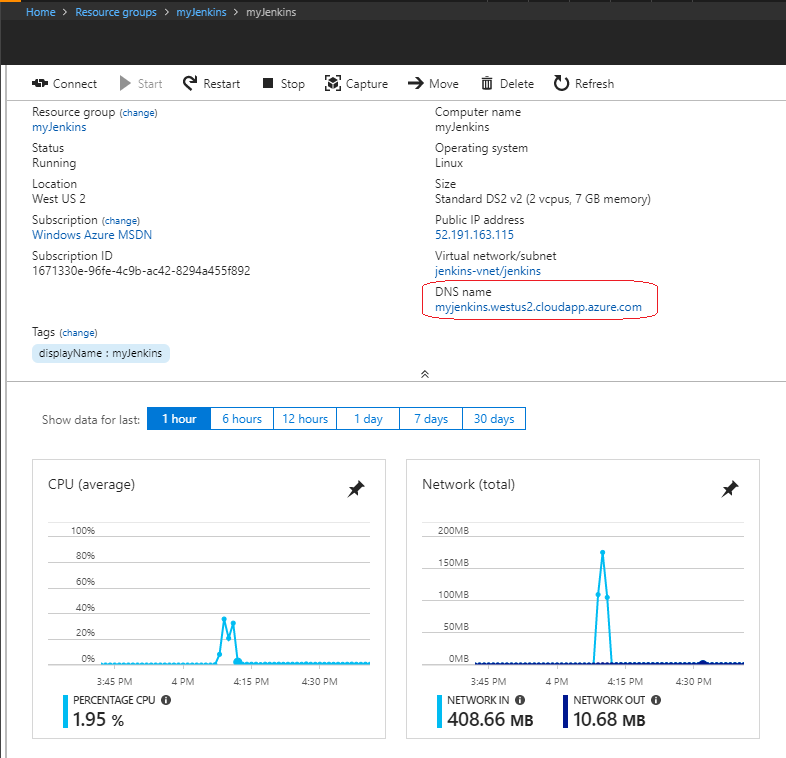 Home > Resource groups > myJenkins > myJenkins
Connect Start Restart Stop Capture Move Delete Refresh
Resource group (change)
myJenkins
Status
Running
Location
West US 2
Subscription (change)
Windows Azure MSDN
Subscription ID
1671330e-96fe-4c9b-ac42-8294a455f892
Computer name
myJenkins
Operating system
Linux
Size
Standard DS2 v2 (2 vcpus, 7 GB memory)
Public IP address
52.191.163.115
Virtual network/subnet
jenkins-vnet/jenkins
DNS name
myjenkins.westus2.cloudapp.azure.com
Tags (change)
displayName : myJenkins
Show data for last: 1 hour 6 hours 12 hours 1 day 7 days 30 days
CPU (average)
100%
80%
60%
40%
20%
0%
3:45 PM 4 PM 4:15 PM 4:30 PM
PERCENTAGE CPU
1.95 %
Network (total)
200MB
150MB
100MB
50MB
0MB
3:45 PM 4 PM 4:15 PM 4:30 PM
NETWORK IN
408.66 MB
NETWORK OUT
10.68 MB